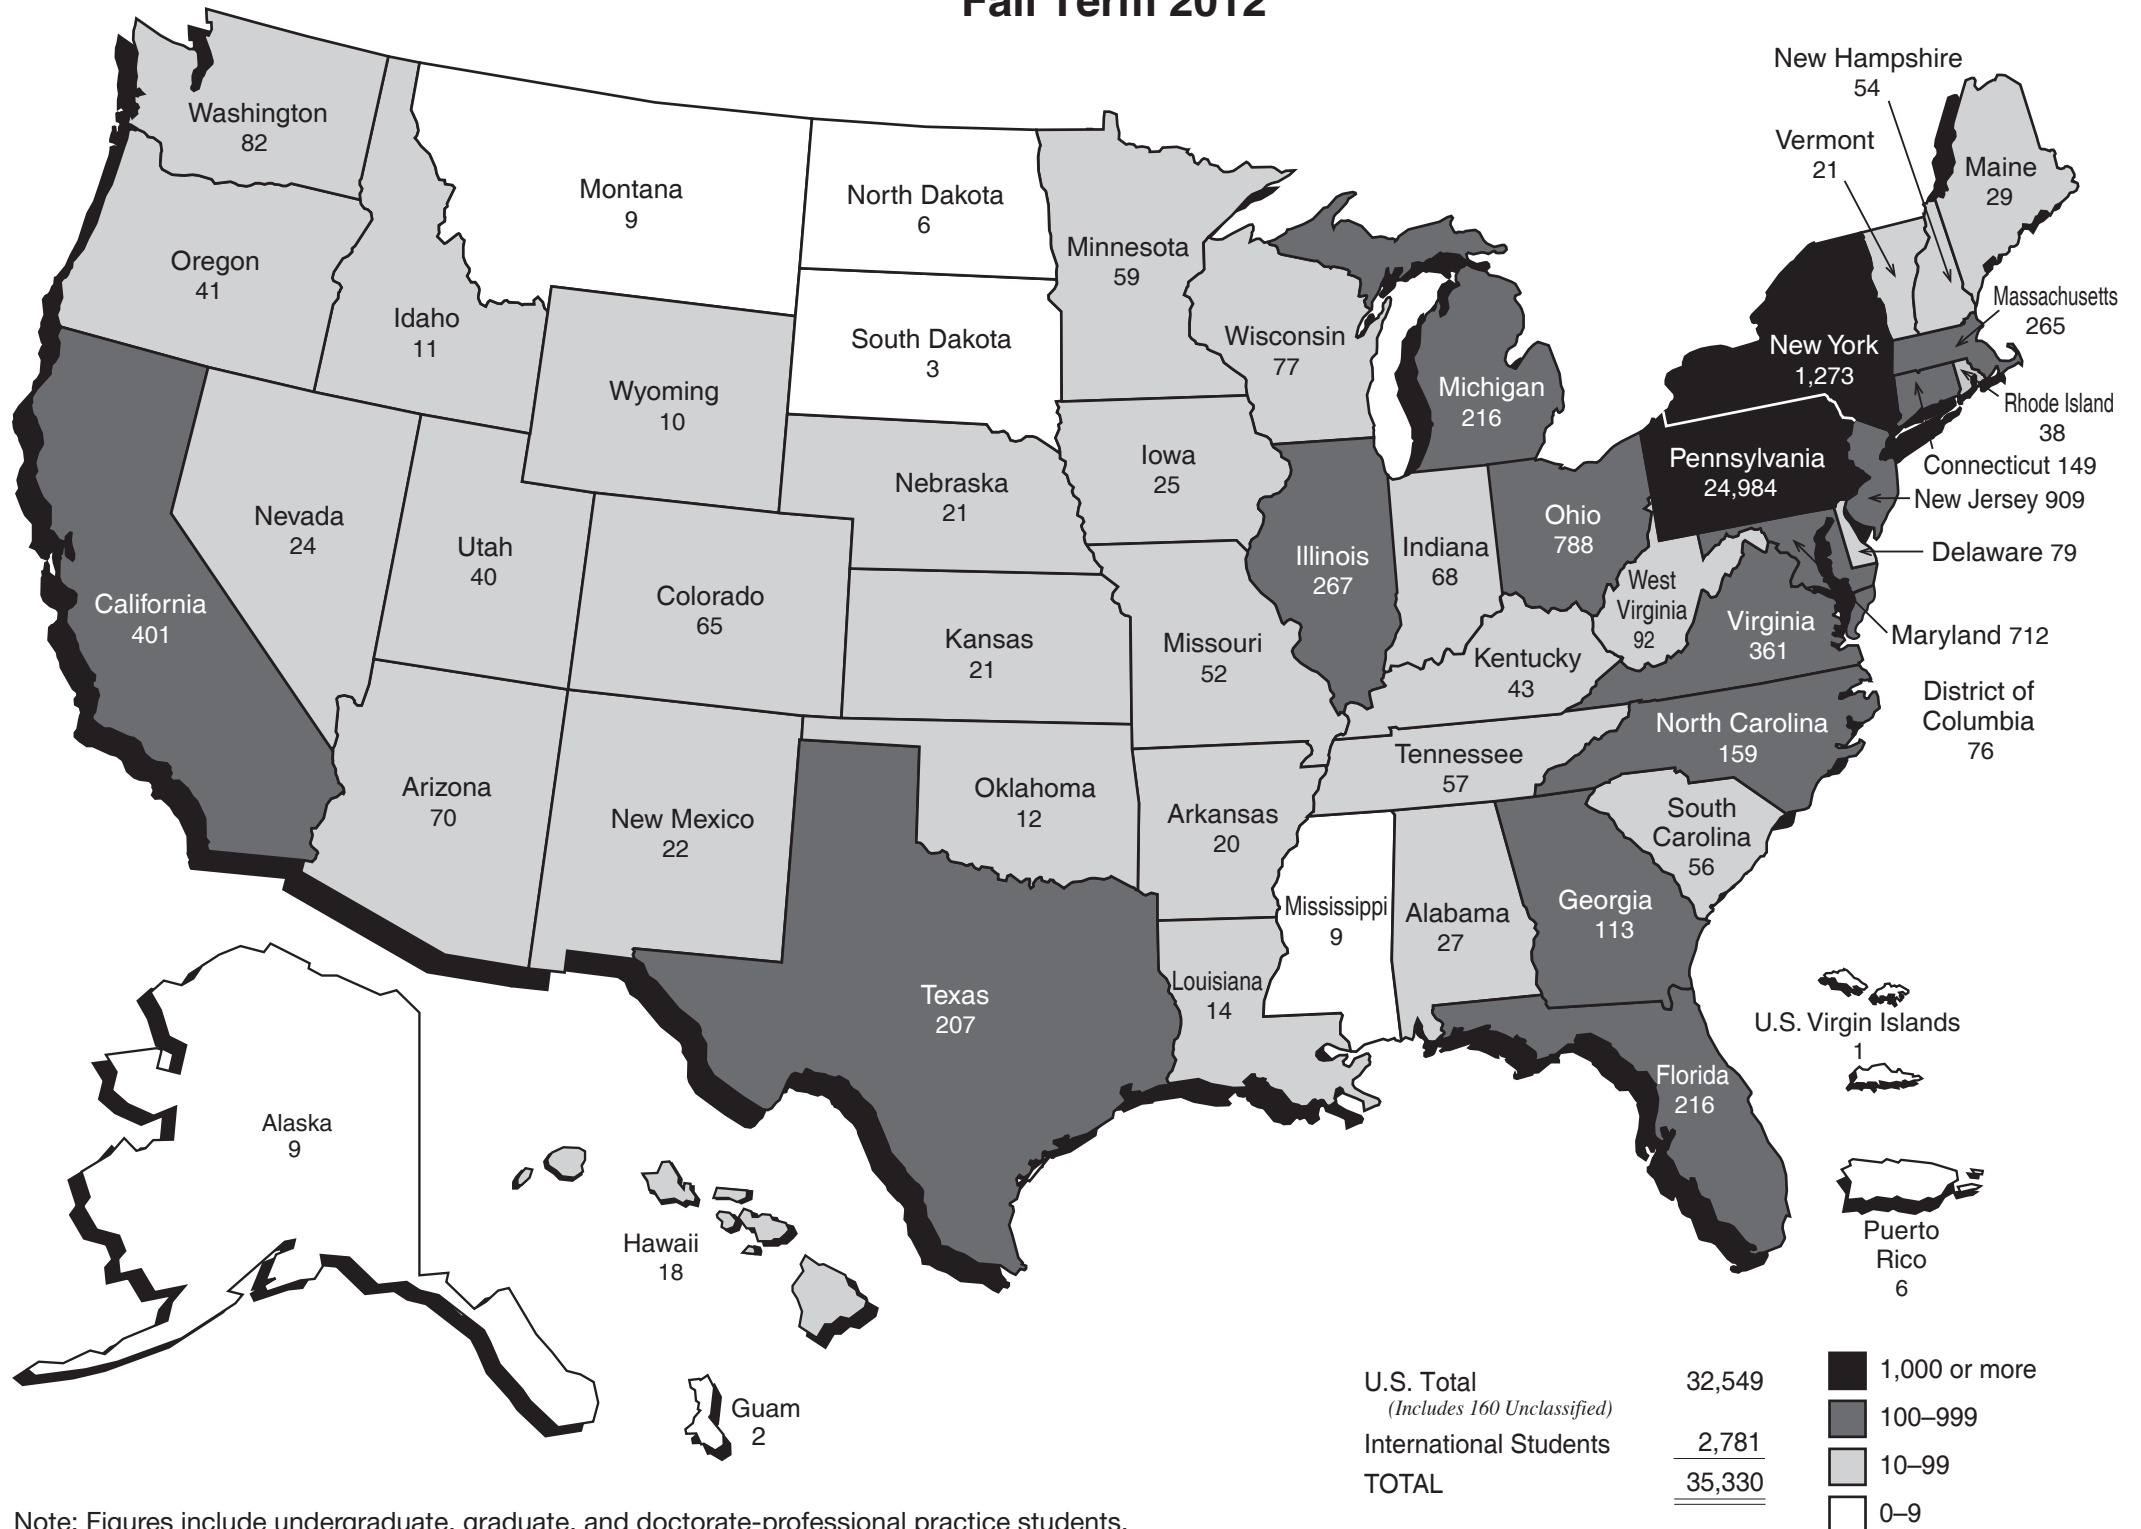 Fall Term 2012
New Hampshire
54
Vermont
21
Maine
29
Washington
82
Montana
9
North Dakota
6
Minnesota
59
Oregon
41
Idaho
11
South Dakota
3
Wisconsin
77
Michigan
216
New York
1,273
Massachusetts
265
Rhode Island
38
Connecticut 149
New Jersey 909
Pennsylvania
24,984
Wyoming
10
Nebraska
21
Iowa
25
Nevada
24
Utah
40
Colorado
65
Illinois
267
Indiana
68
Ohio
788
Delaware 79
West
Virginia
92
Virginia
361
Maryland 712
California
401
Kansas
21
Missouri
52
Kentucky
43
District of
Columbia
76
North Carolina
159
Tennessee
57
Arizona
70
New Mexico
22
Oklahoma
12
Arkansas
20
South
Carolina
56
Mississippi
9
Alabama
27
Georgia
113
Texas
207
Louisiana
14
U.S. Virgin Islands
1
Florida
216
Alaska
9
Hawaii
18
Puerto
Rico
6
Guam
2
U.S. Total 32,549
(Includes 160 Unclassified)
International Students 2,781
TOTAL 35,330
1,000 or more
100–999
10–99
0–9
Note: Figures include undergraduate, graduate, and doctorate-professional practice students.